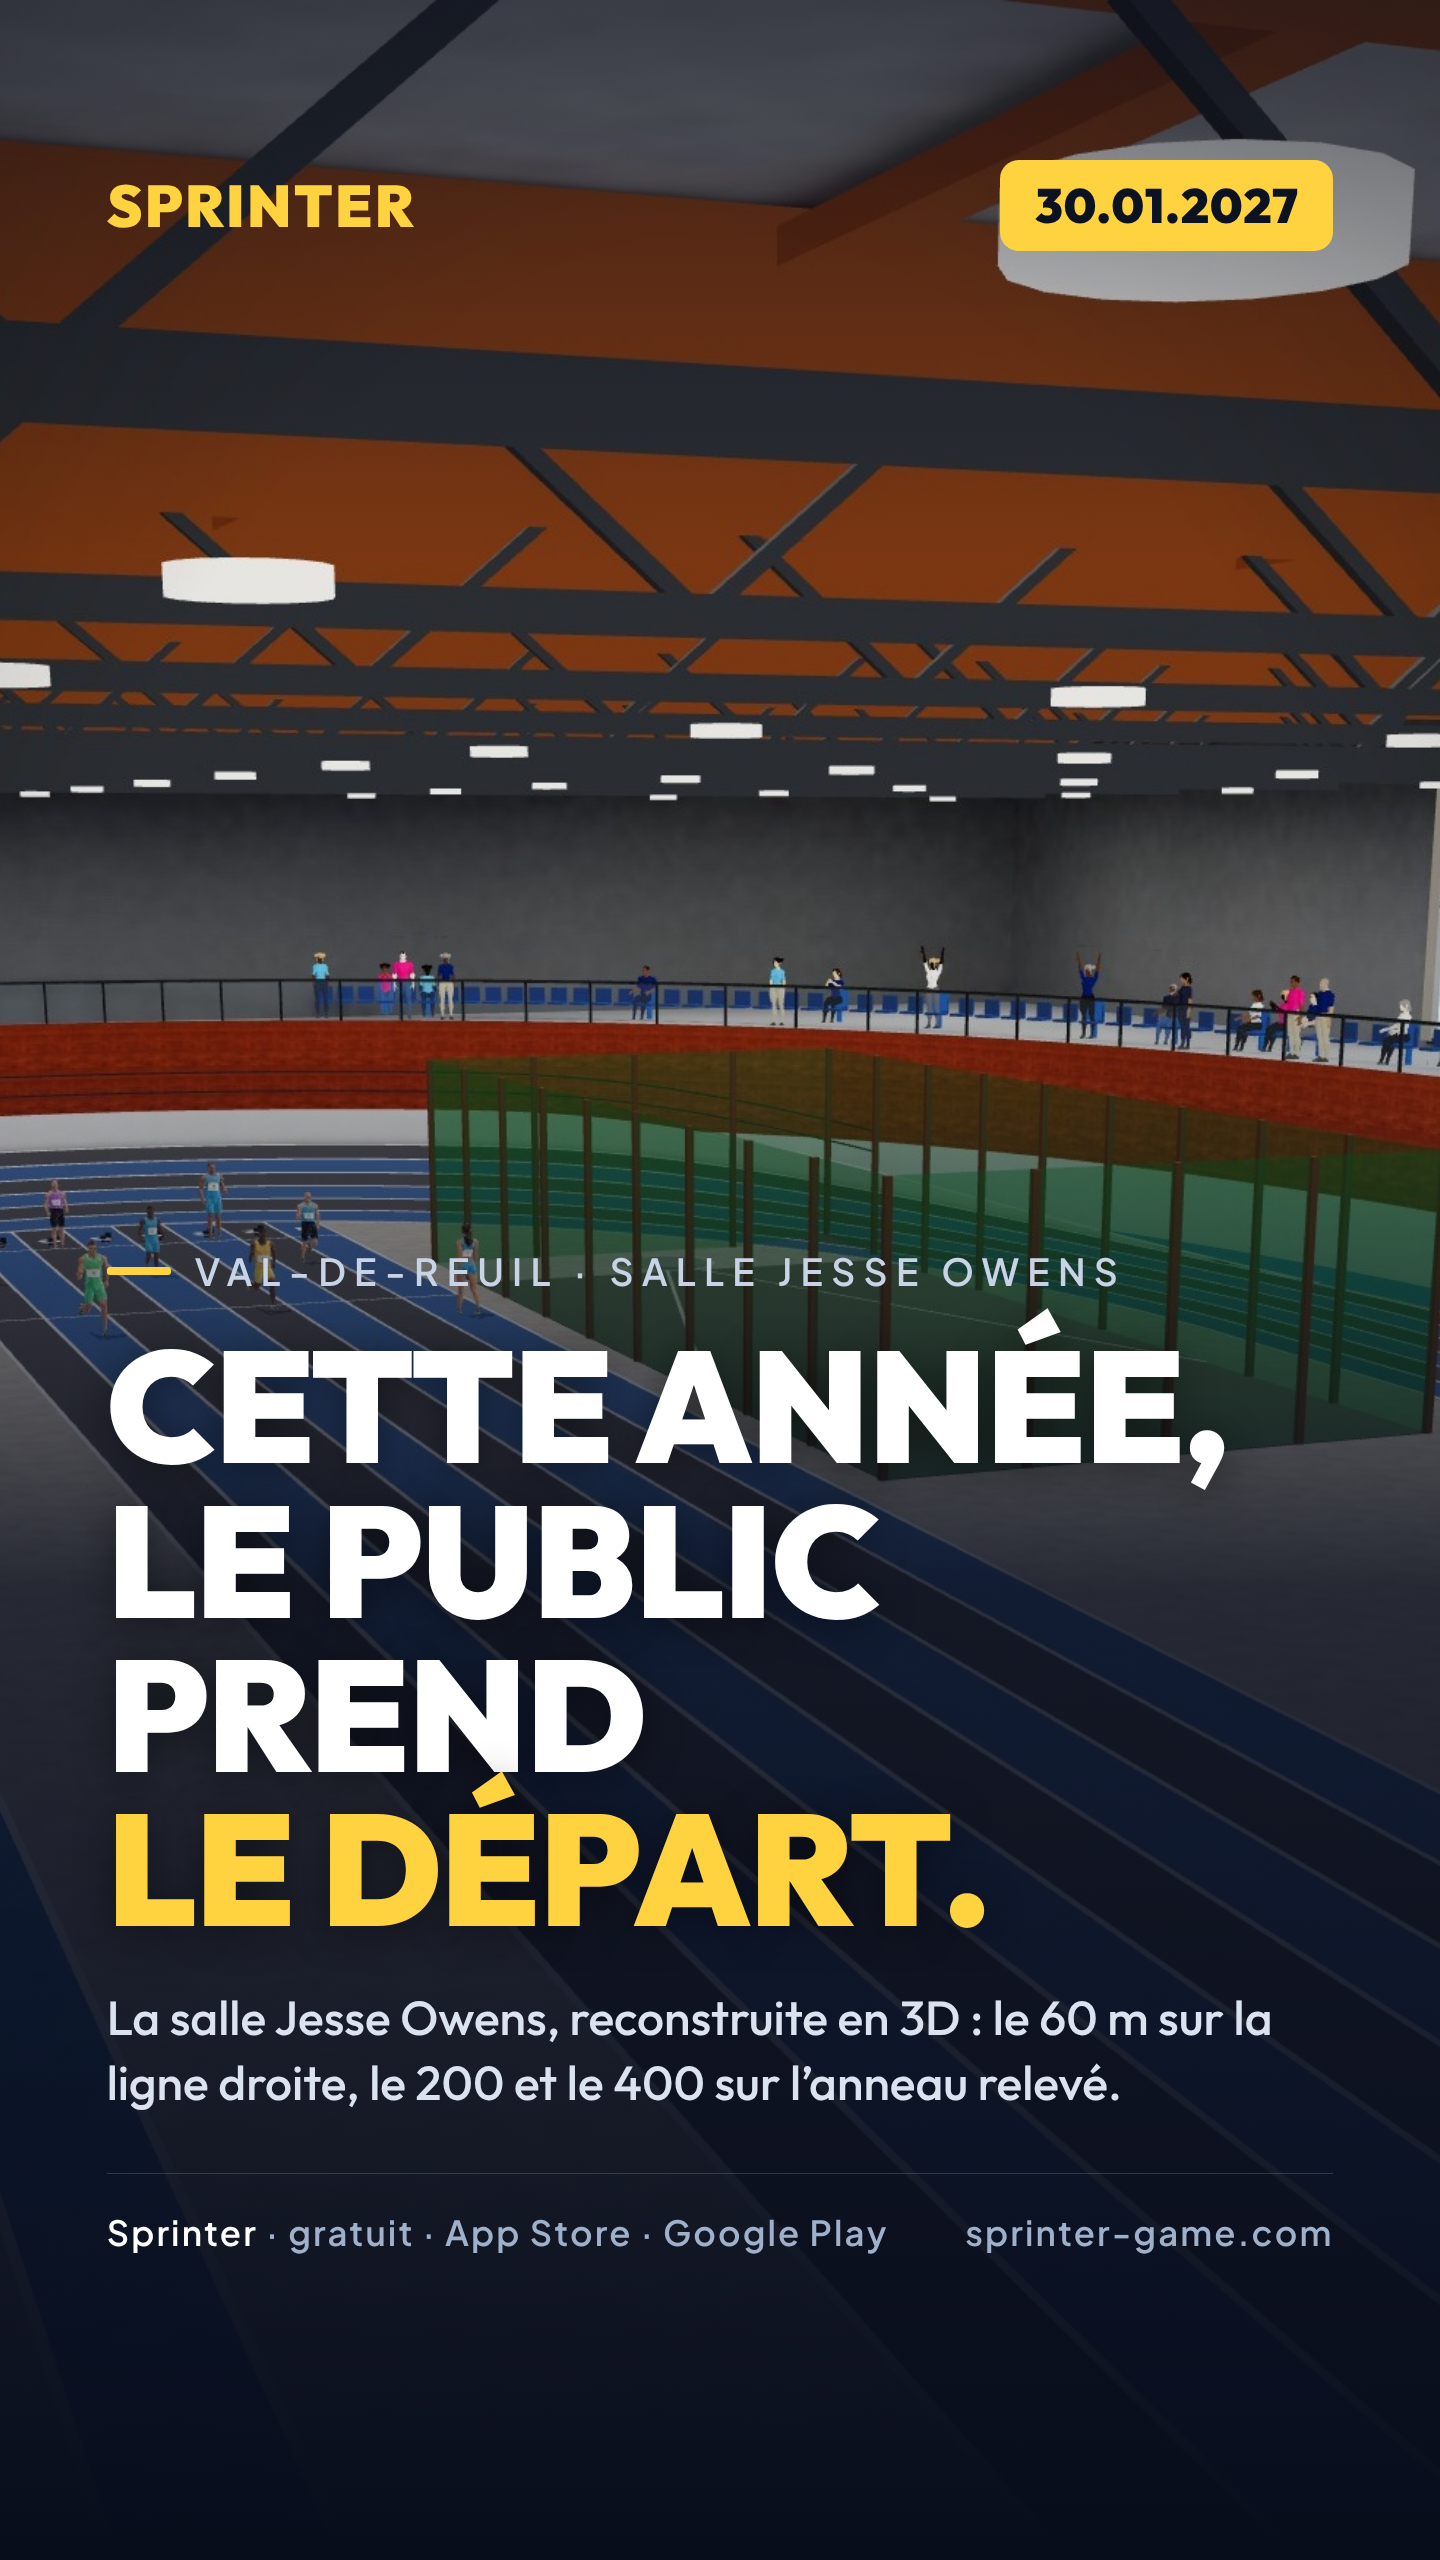 SPRINTER
30.01.2027
VAL-DE-REUIL · SALLE JESSE OWENS
CETTE ANNÉE,
LE PUBLIC
PREND
LE DÉPART.
La salle Jesse Owens, reconstruite en 3D : le 60 m sur la
ligne droite, le 200 et le 400 sur l’anneau relevé.
Sprinter · gratuit · App Store · Google Play
sprinter-game.com